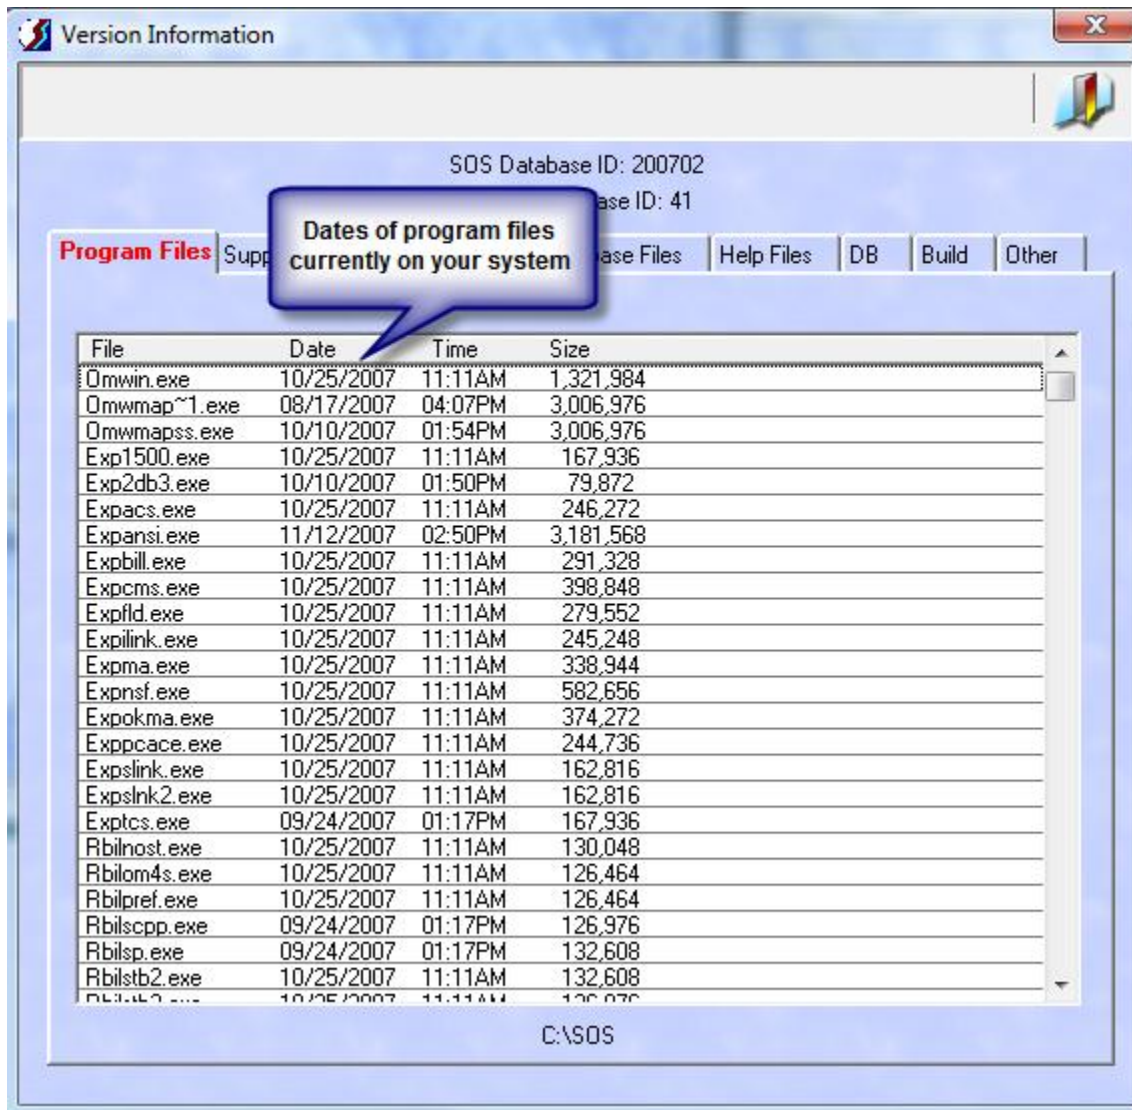 Version Information
SOS Database ID: 200702
ase ID: 41
Dates of program files
currently on your system
Program Files Supp ase Files Help Files DB Build Other
File Date Time Size
Omwin.exe 10/25/2007 11:11AM 1,321,984
Omwmap~1.exe 08/17/2007 04:07PM 3,006,976
Omwmapss.exe 10/10/2007 01:54PM 3,006,976
Exp1500.exe 10/25/2007 11:11AM 167,936
Exp2db3.exe 10/10/2007 01:50PM 79,872
Expacs.exe 10/25/2007 11:11AM 246,272
Expansi.exe 11/12/2007 02:50PM 3,181,568
Expbill.exe 10/25/2007 11:11AM 291,328
Expcms.exe 10/25/2007 11:11AM 398,848
Expfld.exe 10/25/2007 11:11AM 279,552
Expilink.exe 10/25/2007 11:11AM 245,248
Expma.exe 10/25/2007 11:11AM 338,944
Expnsf.exe 10/25/2007 11:11AM 582,656
Expokma.exe 10/25/2007 11:11AM 374,272
Exppcace.exe 10/25/2007 11:11AM 244,736
Expslink.exe 10/25/2007 11:11AM 162,816
Expslnk2.exe 10/25/2007 11:11AM 162,816
Exptcs.exe 09/24/2007 01:17PM 167,936
Rbilnost.exe 10/25/2007 11:11AM 130,048
Rbilom4s.exe 10/25/2007 11:11AM 126,464
Rbilpref.exe 10/25/2007 11:11AM 126,464
Rbilscpp.exe 09/24/2007 01:17PM 126,976
Rbilsp.exe 09/24/2007 01:17PM 132,608
Rbilstb2.exe 10/25/2007 11:11AM 132,608
C:\SOS